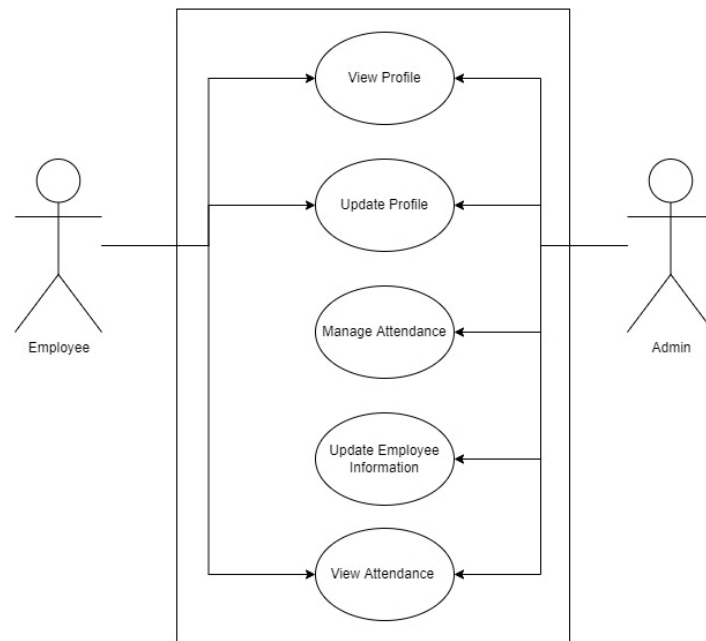 View Profile
Update Profile
Manage Attendance
Employee
Admin
Update Employee
Information
View Attendance